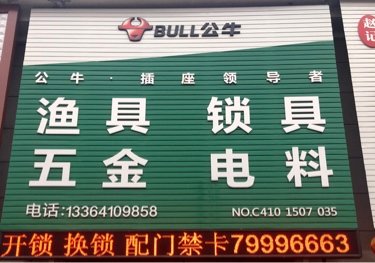 BULL公牛
公牛·插座领导者
渔具 锁具
五金 电料
电话:13364109858 NO.C410 1507 035
开锁 换锁 配门禁卡79996663
赵
记